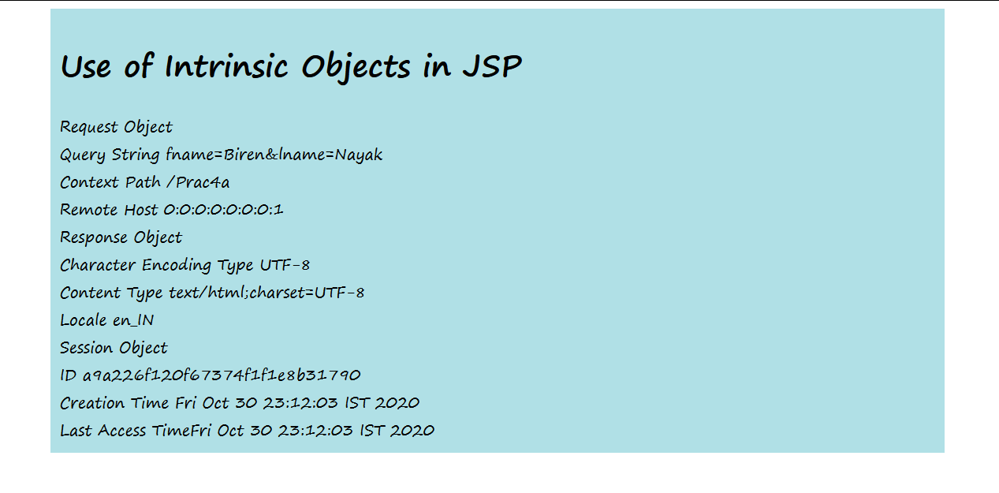 Use of Intrinsic Objects in JSP
Request Object
Query String fname=Biren&lname=Nayak
Context Path /Prac4a
Remote Host 0:0:0:0:0:0:0:1
Response Object
Character Encoding Type UTF-8
Content Type text/html;charset=UTF-8
Locale en_IN
Session Object
ID a9a226f120f67374f1f1e8b31790
Creation Time Fri Oct 30 23:12:03 IST 2020
Last Access TimeFri Oct 30 23:12:03 IST 2020